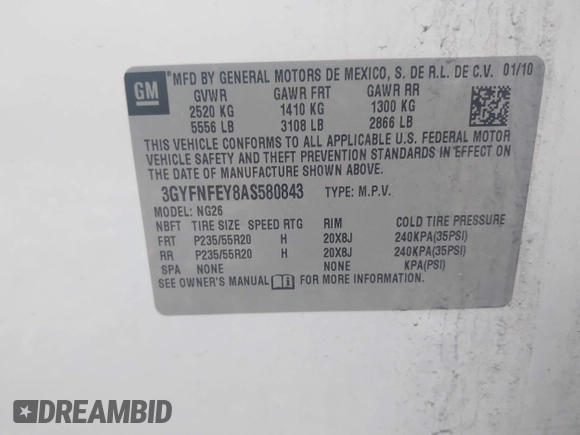 GM
MFD BY GENERAL MOTORS DE MEXICO, S. DE R.L. DE C.V. 01/10
GVWR GAWR FRT GAWR RR
2520 KG 1410 KG 1300 KG
5556 LB 3108 LB 2866 LB
THIS VEHICLE CONFORMS TO ALL APPLICABLE U.S. FEDERAL MOTOR
VEHICLE SAFETY AND THEFT PREVENTION STANDARDS IN EFFECT ON
THE DATE OF MANUFACTURE SHOWN ABOVE.
3GYFNFEY8AS580843 TYPE: M.P.V.
MODEL: NG26
NBFT TIRE SIZE SPEED RTG RIM COLD TIRE PRESSURE
FRT P235/55R20 H 20X8J 240KPA(35PSI)
RR P235/55R20 H 20X8J 240KPA(35PSI)
SPA NONE NONE KPA(PSI)
SEE OWNER'S MANUAL FOR MORE INFORMATION.
DREAMBID